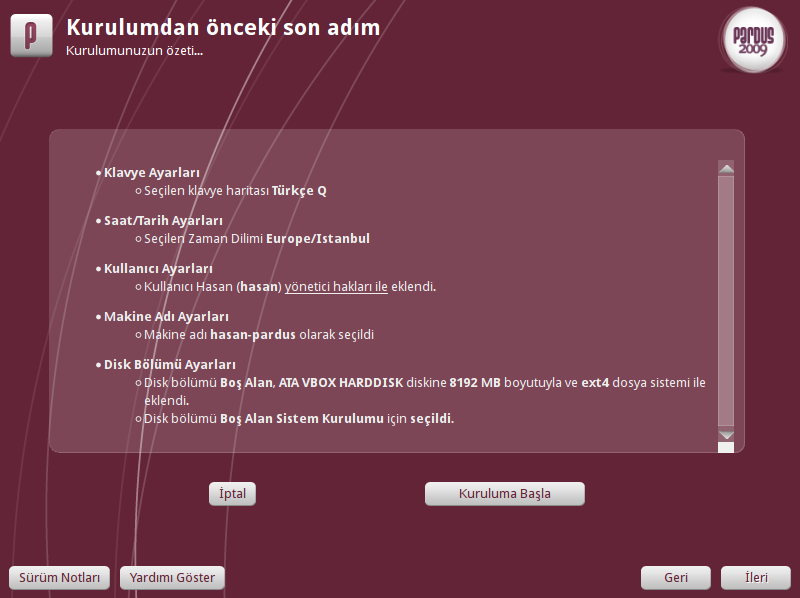 Kurulumdan önceki son adım
Kurulumunuzun özeti...
PARDUS
2009
Klavye Ayarları
Seçilen klavye haritası Türkçe Q
Saat/Tarih Ayarları
Seçilen Zaman Dilimi Europe/Istanbul
Kullanıcı Ayarları
Kullanıcı Hasan (hasan) yönetici hakları ile eklendi.
Makine Adı Ayarları
Makine adı hasan-pardus olarak seçildi
Disk Bölümü Ayarları
Disk bölümü Boş Alan, ATA VBOX HARDDISK diskine 8192 MB boyutuyla ve ext4 dosya sistemi ile
eklendi.
Disk bölümü Boş Alan Sistem Kurulumu için seçildi.
İptal
Kuruluma Başla
Sürüm Notları
Yardımı Göster
Geri
İleri